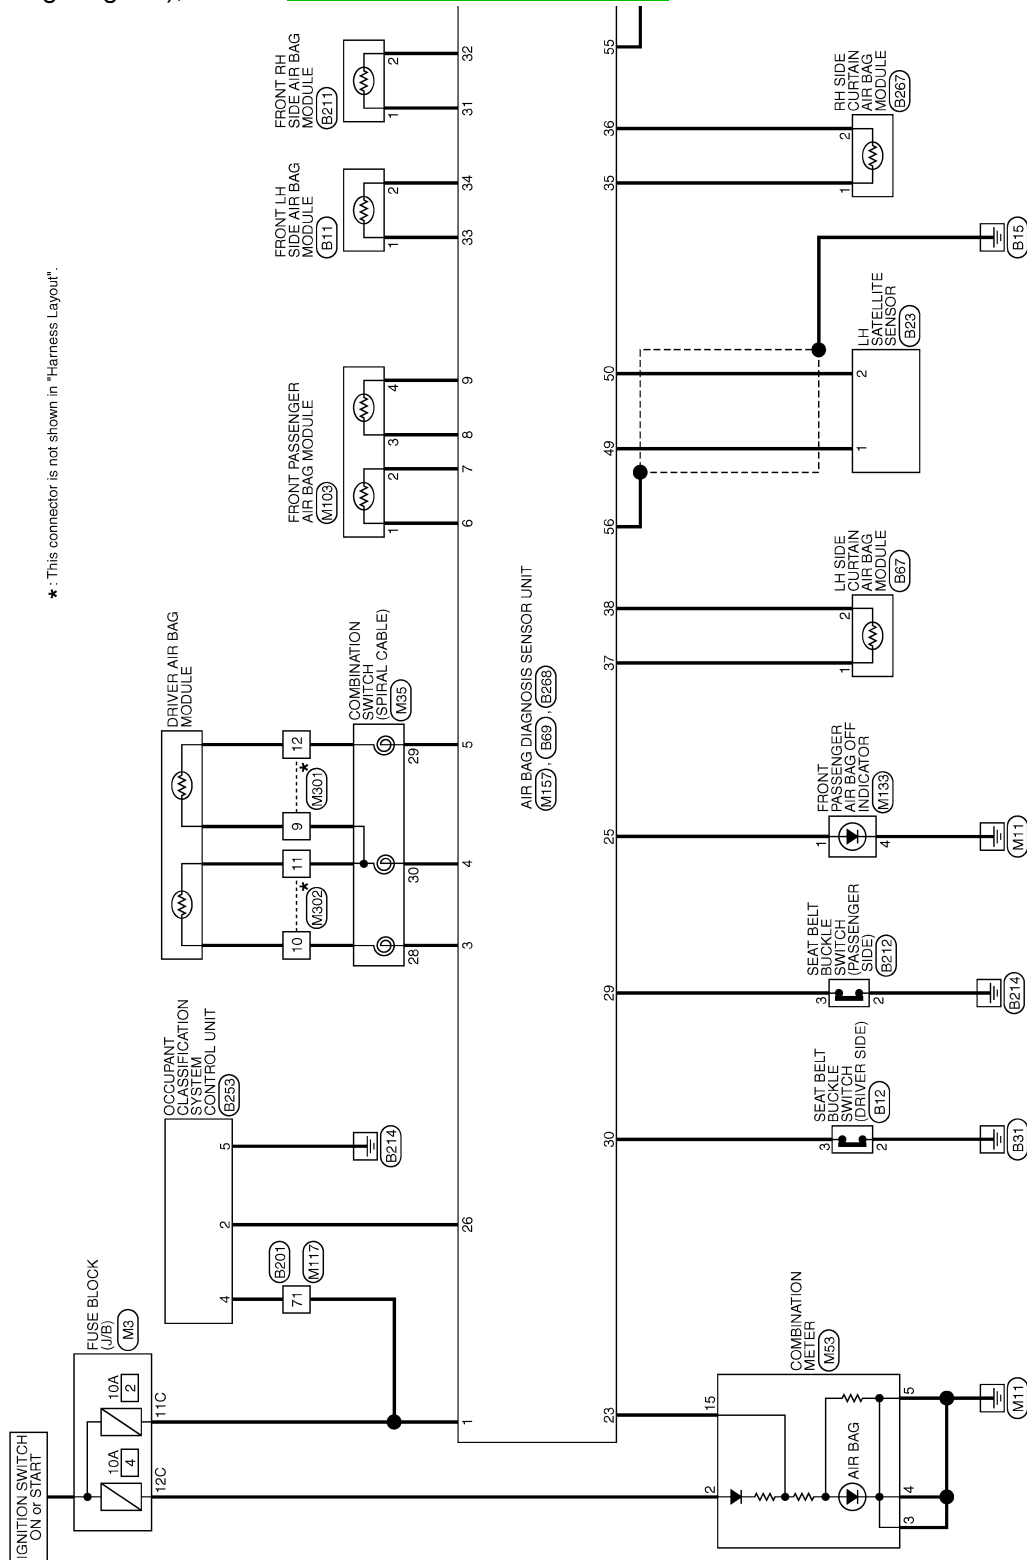 IGNITION SWITCH
ON or START
FUSE BLOCK
(J/B)
M3
10A
2
10A
4
11C
12C
OCCUPANT
CLASSIFICATION
SYSTEM
CONTROL UNIT
B253
4
2
5
71
B201
M117
B214
DRIVER AIR BAG
MODULE
10
11
9
12
*
M302
*
M301
COMBINATION
SWITCH
(SPIRAL CABLE)
M35
28
30
29
FRONT PASSENGER
AIR BAG MODULE
M103
1
2
3
4
FRONT LH
SIDE AIR BAG
MODULE
B11
1
2
FRONT RH
SIDE AIR BAG
MODULE
B211
1
2
*: This connector is not shown in "Harness Layout".
1
26
3
4
5
6
7
8
9
33
34
31
32
AIR BAG DIAGNOSIS SENSOR UNIT
M157 , B69 , B268
23
30
29
25
37
38
56
49
50
35
36
55
COMBINATION
METER
M53
15
2
AIR BAG
3
4
5
M11
SEAT BELT
BUCKLE
SWITCH
(DRIVER SIDE)
B12
3
2
B31
SEAT BELT
BUCKLE
SWITCH
(PASSENGER
SIDE)
B212
3
2
B214
FRONT
PASSENGER
AIR BAG OFF
INDICATOR
M133
1
4
M11
LH SIDE
CURTAIN
AIR BAG
MODULE
B67
1
2
LH
SATELLITE
SENSOR
B23
1
2
B15
RH SIDE
CURTAIN
AIR BAG
MODULE
B267
1
2